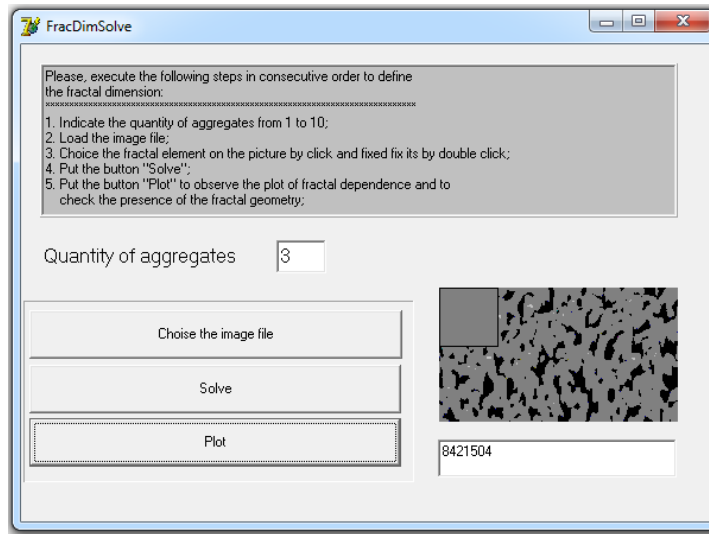 FracDimSolve
Please, execute the following steps in consecutive order to define
the fractal dimension:
1. Indicate the quantity of aggregates from 1 to 10;
2. Load the image file;
3. Choice the fractal element on the picture by click and fixed fix its by double click;
4. Put the button "Solve";
5. Put the button "Plot" to observe the plot of fractal dependence and to
check the presence of the fractal geometry;
Quantity of aggregates 3
Choise the image file
Solve
Plot
8421504